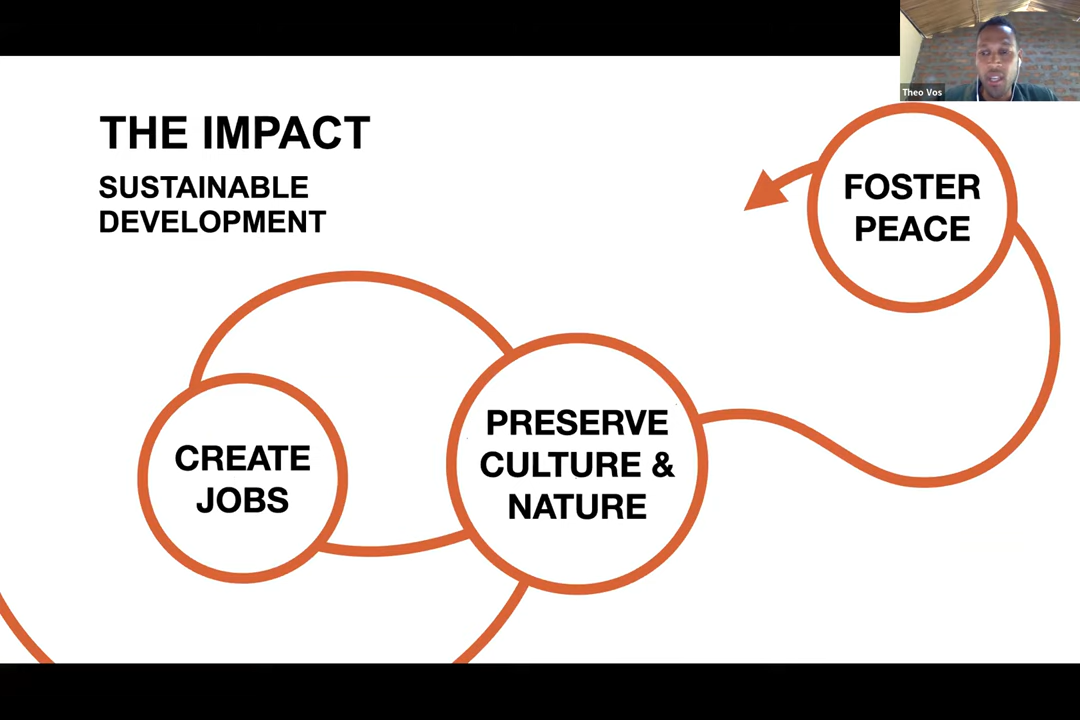 Theo Vos
THE IMPACT
SUSTAINABLE
DEVELOPMENT
FOSTER
PEACE
CREATE
JOBS
PRESERVE
CULTURE &
NATURE